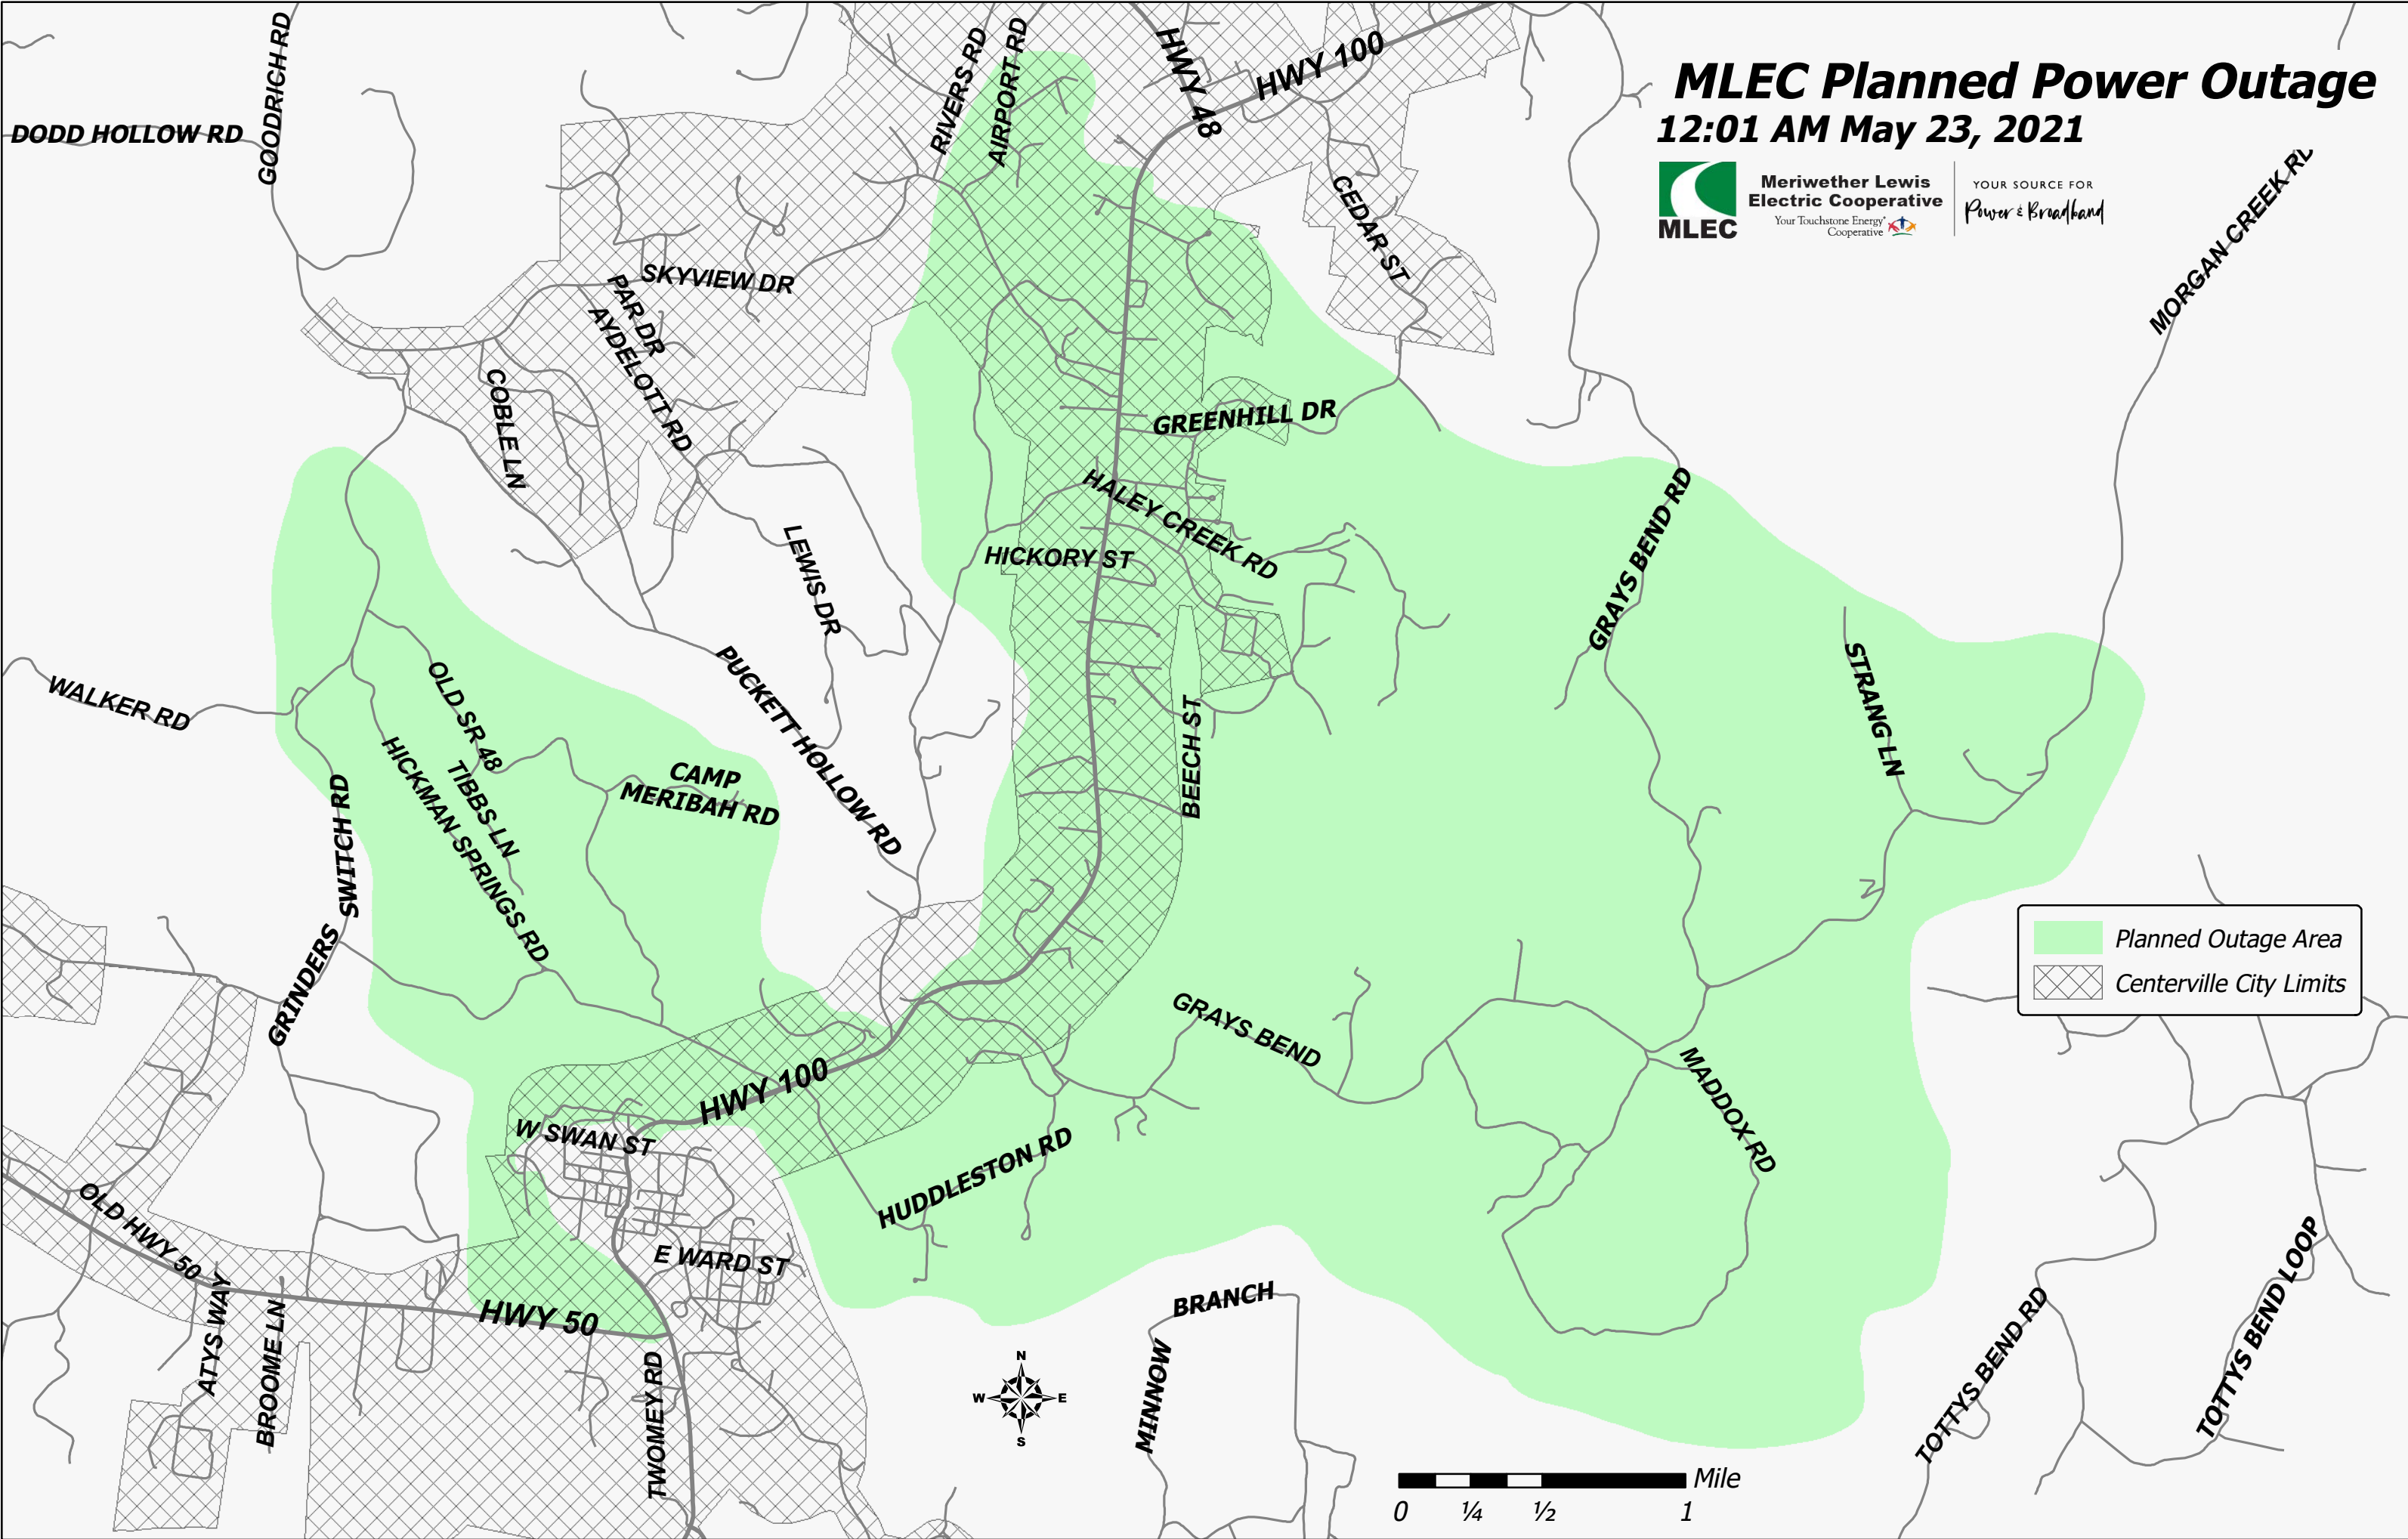 MLEC Planned Power Outage
12:01 AM May 23, 2021
MLEC
Meriwether Lewis
Electric Cooperative
Your Touchstone Energy®
Cooperative
YOUR SOURCE FOR
Power & Broadband
GOODRICH RD
DODD HOLLOW RD
RIVERS RD
AIRPORT RD
HWY 48
HWY 100
CEDAR ST
MORGAN CREEK RD
SKYVIEW DR
PAR DR
AYDELOTT RD
COBLE LN
GREENHILL DR
HALEY CREEK RD
HICKORY ST
LEWIS DR
GRAYS BEND RD
STRANG LN
WALKER RD
OLD SR 48
PUCKETT HOLLOW RD
HICKMAN SPRINGS RD
TIBBS LN
CAMP
MERIBAH RD
BEECH ST
GRINDERS
SWITCH RD
Planned Outage Area
Centerville City Limits
GRAYS BEND
MADDOX RD
HWY 100
W SWAN ST
HUDDLESTON RD
OLD HWY 50
E WARD ST
HWY 50
ATYS WAY
BROOME LN
TWOMEY RD
MINNOW
BRANCH
TOTTYS BEND RD
TOTTYS BEND LOOP
N
W
E
S
Mile
0
¼
½
1